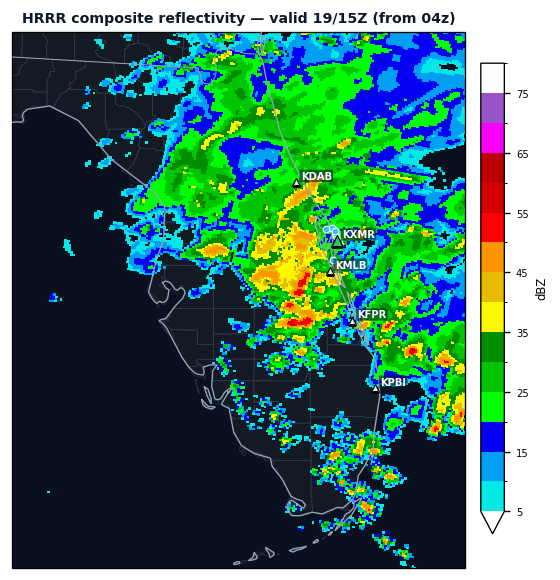 HRRR composite reflectivity — valid 19/15Z (from 04z)
KDAB
KXMR
KMLB
KFPR
KPBI
75
65
55
45
35
25
15
5
dBZ